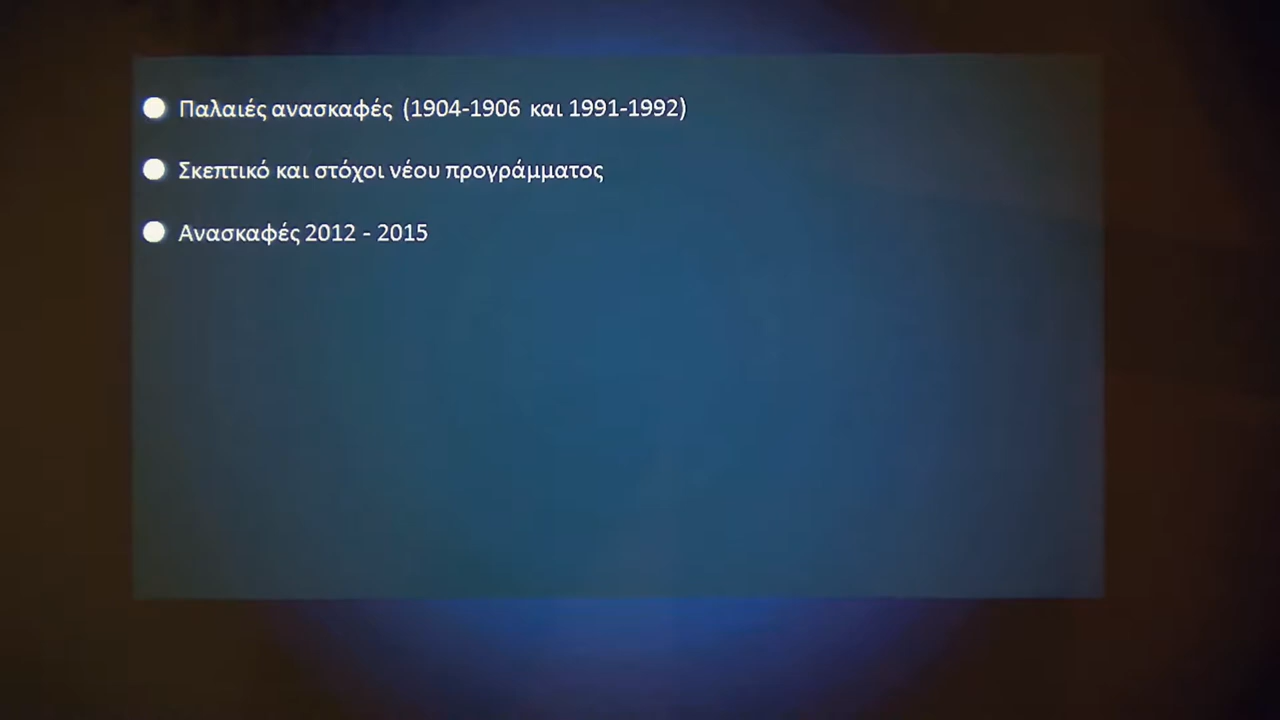 Παλαιές ανασκαφές (1904-1906 και 1991-1992)
Σκεπτικό και στόχοι νέου προγράμματος
Ανασκαφές 2012 - 2015